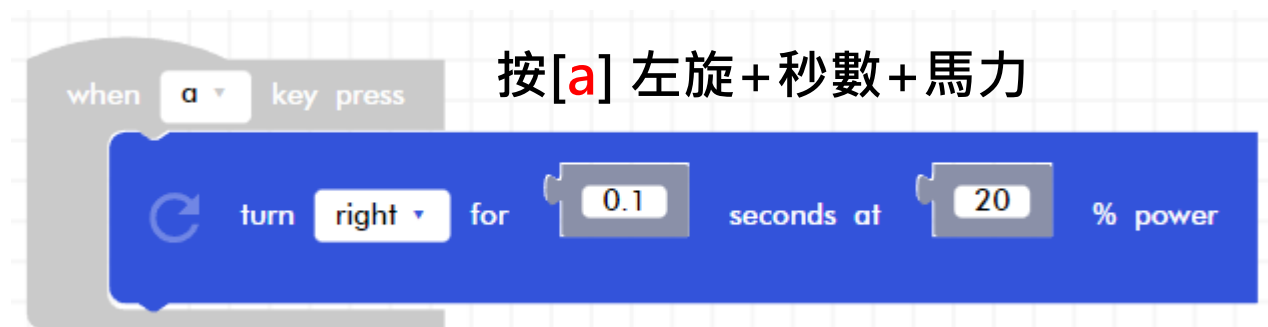 按[a] 左旋+秒數+馬力
when a key press
turn right for 0.1 seconds at 20 % power